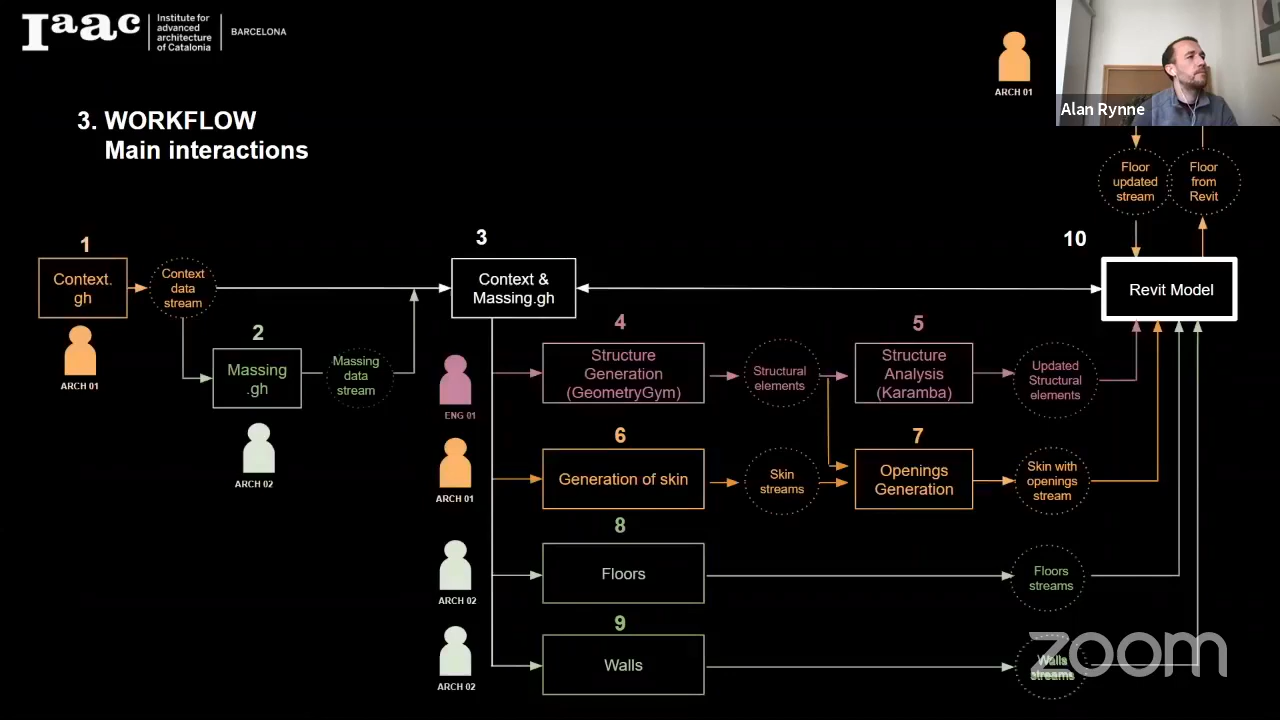 Iaac
Institute for
advanced
architecture
of Catalonia
BARCELONA
ARCH 01
Alan Rynne
3. WORKFLOW
Main interactions
Floor
updated
stream
Floor
from
Revit
1
Context.
gh
Context
data
stream
ARCH 01
2
Massing
.gh
Massing
data
stream
ARCH 02
3
Context &
Massing.gh
10
Revit Model
ENG 01
4
Structure
Generation
(GeometryGym)
Structural
elements
5
Structure
Analysis
(Karamba)
Updated
Structural
elements
ARCH 01
6
Generation of skin
Skin
streams
7
Openings
Generation
Skin with
openings
stream
ARCH 02
8
Floors
Floors
streams
ARCH 02
9
Walls
Walls
streams
zoom